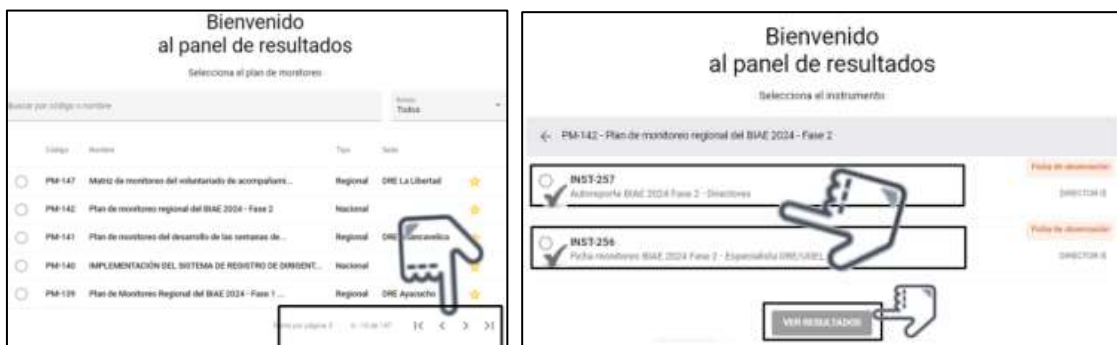 Bienvenido
al panel de resultados
Selecciona el plan de monitoreo
Buscar por código o nombre
Todos
Código Nombre Tipo Sede
PM-147 Matriz de monitoreo del voluntariado de acompañami... Regional DRE La Libertad
PM-142 Plan de monitoreo regional del BIAE 2024 - Fase 2 Nacional
PM-141 Plan de monitoreo del desarrollo de las semanas de... Regional
PM-140 IMPLEMENTACIÓN DEL SISTEMA DE REGISTRO DE DIRIGENT... Nacional
PM-139 Plan de Monitoreo Regional del BIAE 2024 - Fase 1 ... Regional DRE Ayacucho
Bienvenido
al panel de resultados
Selecciona el instrumento
PM-142 - Plan de monitoreo regional del BIAE 2024 - Fase 2
INST-257
Ficha de observación
Autoreporte BIAE 2024 Fase 2 - Directores
DIRECTOR IE
INST-256
Ficha de observación
Ficha monitoreo BIAE 2024 Fase 2 - Especialista DRE/UGEL
DIRECTOR IE
VER RESULTADOS